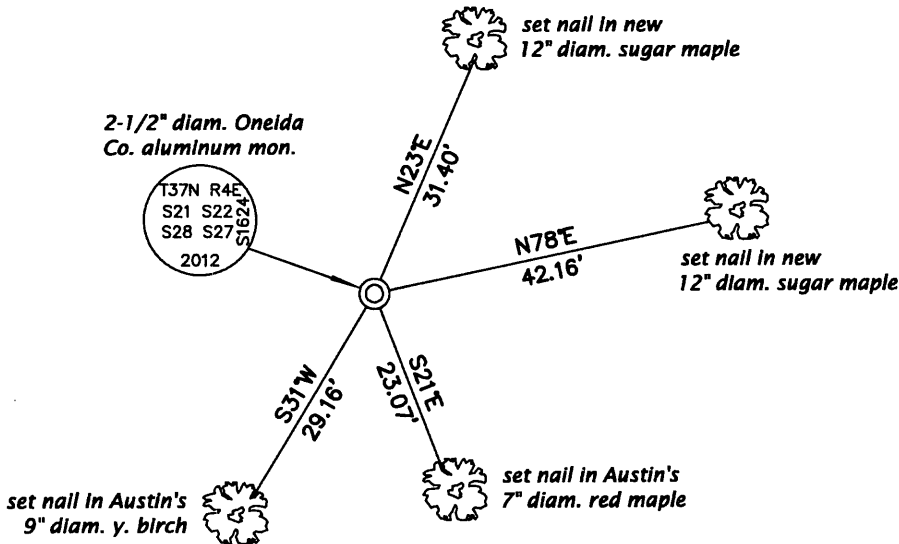 set nail in new
12" diam. sugar maple
2-1/2" diam. Oneida
Co. aluminum mon.
T37N R4E
S21 S22
S28 S27
S1624
2012
N23°E
31.40'
N78°E
42.16'
set nail in new
12" diam. sugar maple
S31°W
29.16'
S21°E
23.07'
set nail in Austin's
7" diam. red maple
set nail in Austin's
9" diam. y. birch